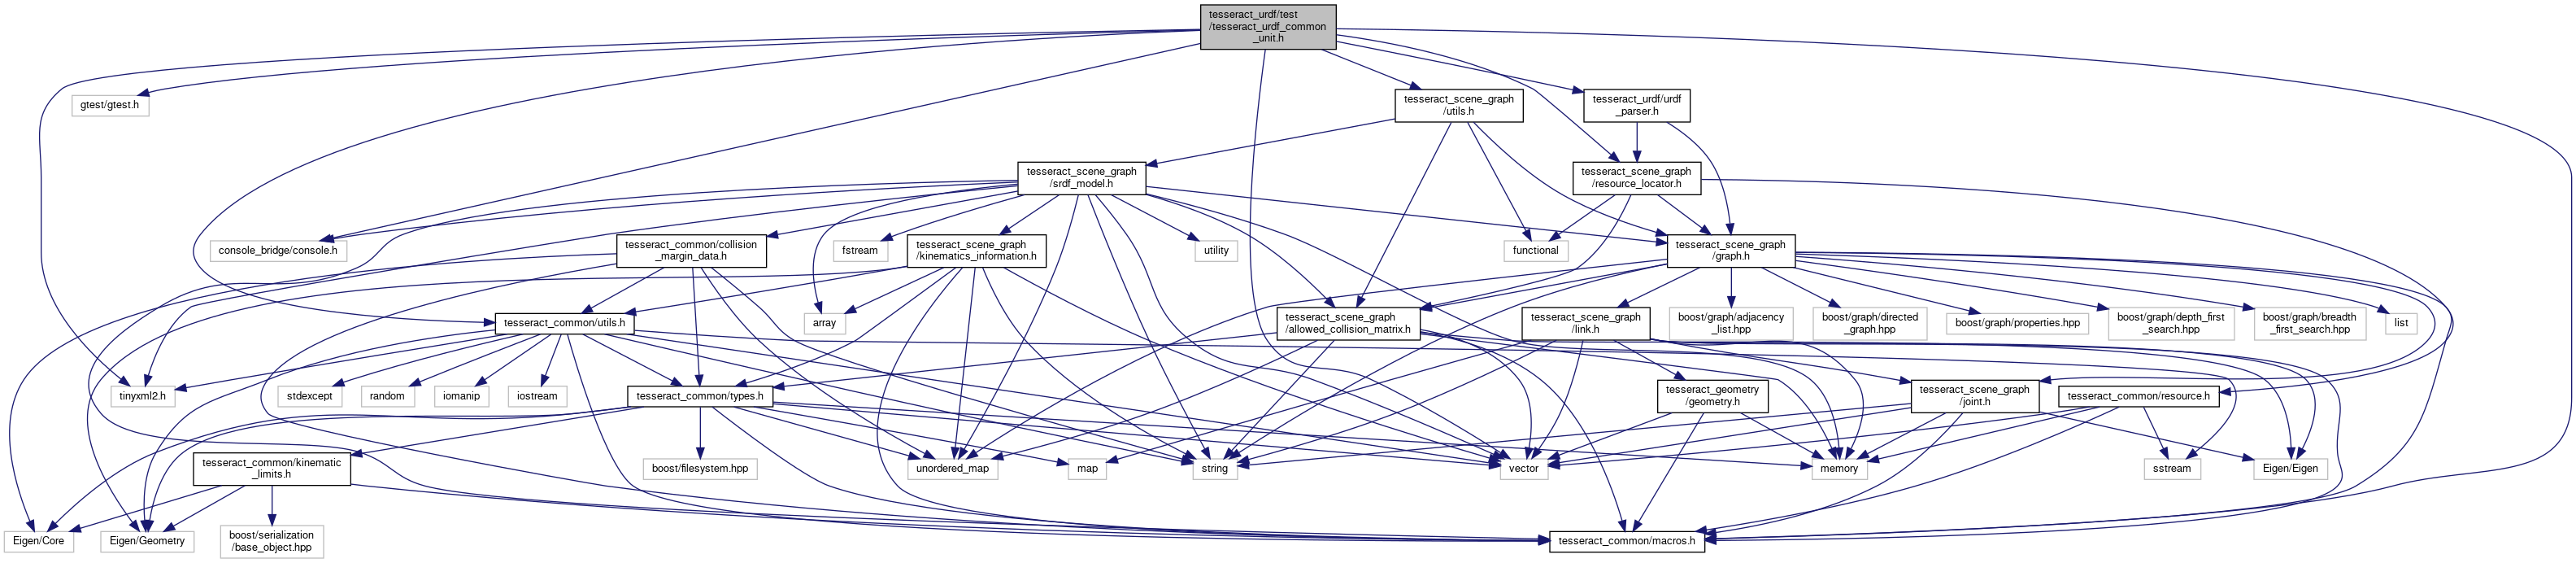 tesseract_urdf/test
/tesseract_urdf_common
_unit.h
gtest/gtest.h
tesseract_scene_graph
/utils.h
tesseract_urdf/urdf
_parser.h
tesseract_scene_graph
/srdf_model.h
tesseract_scene_graph
/resource_locator.h
console_bridge/console.h
tesseract_common/collision
_margin_data.h
fstream
tesseract_scene_graph
/kinematics_information.h
utility
functional
tesseract_scene_graph
/graph.h
tesseract_common/utils.h
array
tesseract_scene_graph
/allowed_collision_matrix.h
tesseract_scene_graph
/link.h
boost/graph/adjacency
_list.hpp
boost/graph/directed
_graph.hpp
boost/graph/properties.hpp
boost/graph/depth_first
_search.hpp
boost/graph/breadth
_first_search.hpp
list
tinyxml2.h
stdexcept
random
iomanip
iostream
tesseract_common/types.h
tesseract_geometry
/geometry.h
tesseract_scene_graph
/joint.h
tesseract_common/resource.h
tesseract_common/kinematic
_limits.h
boost/filesystem.hpp
unordered_map
map
string
vector
memory
sstream
Eigen/Eigen
Eigen/Core
Eigen/Geometry
boost/serialization
/base_object.hpp
tesseract_common/macros.h